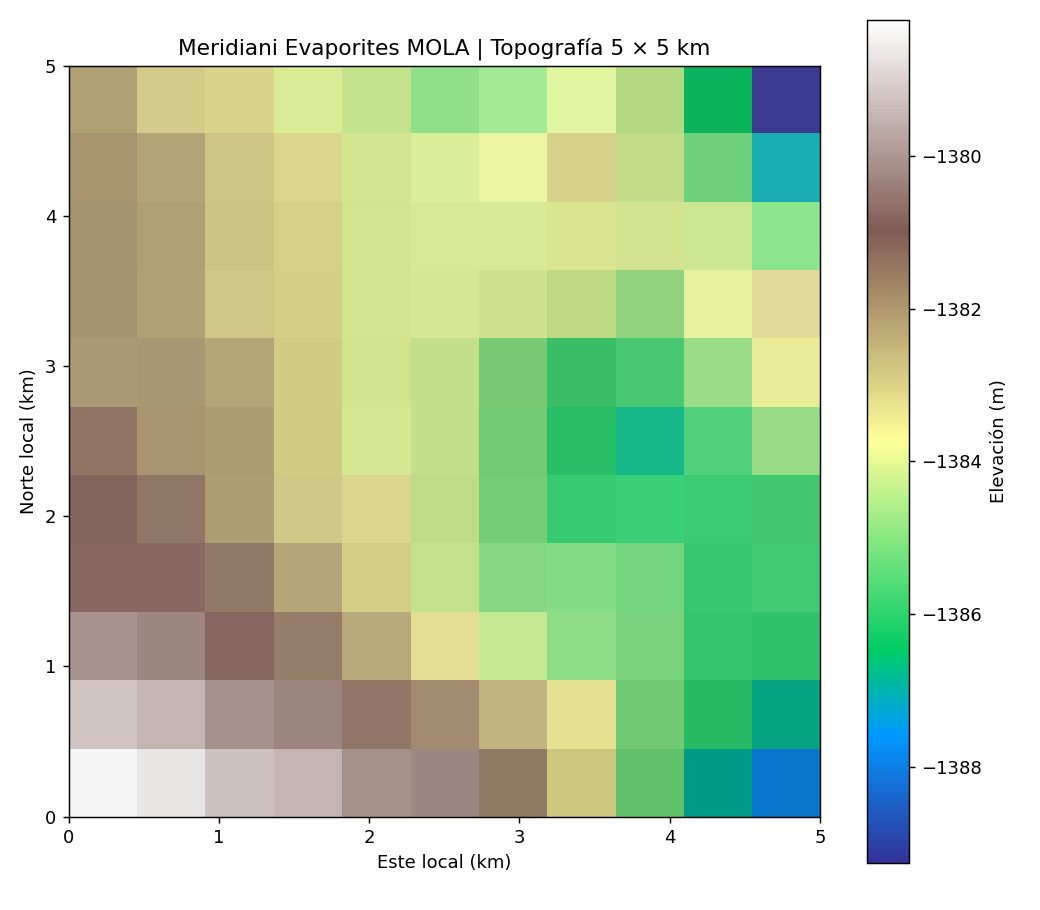 Meridiani Evaporites MOLA | Topografía 5 × 5 km
5
4
3
2
1
0
Norte local (km)
0 1 2 3 4 5
Este local (km)
−1380
−1382
−1384
−1386
−1388
Elevación (m)